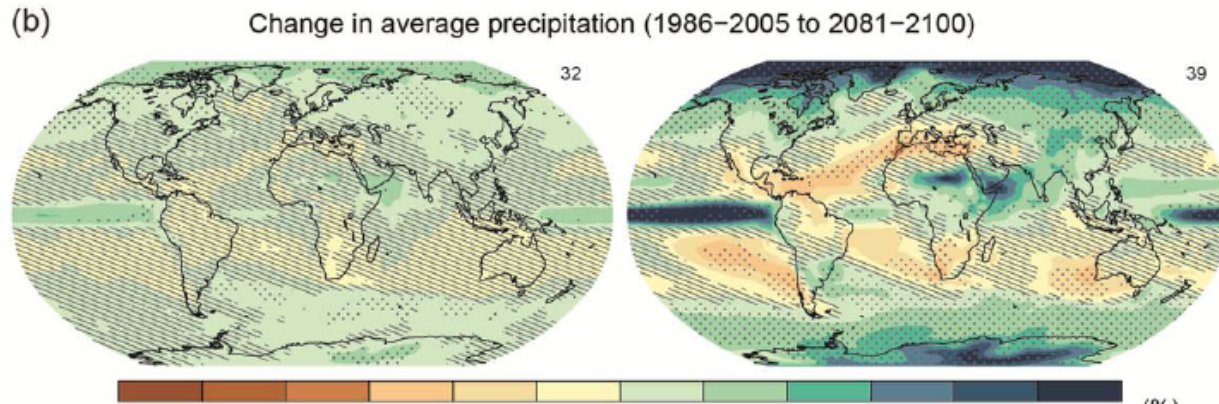 (b) Change in average precipitation (1986−2005 to 2081−2100)
32
39
(%)